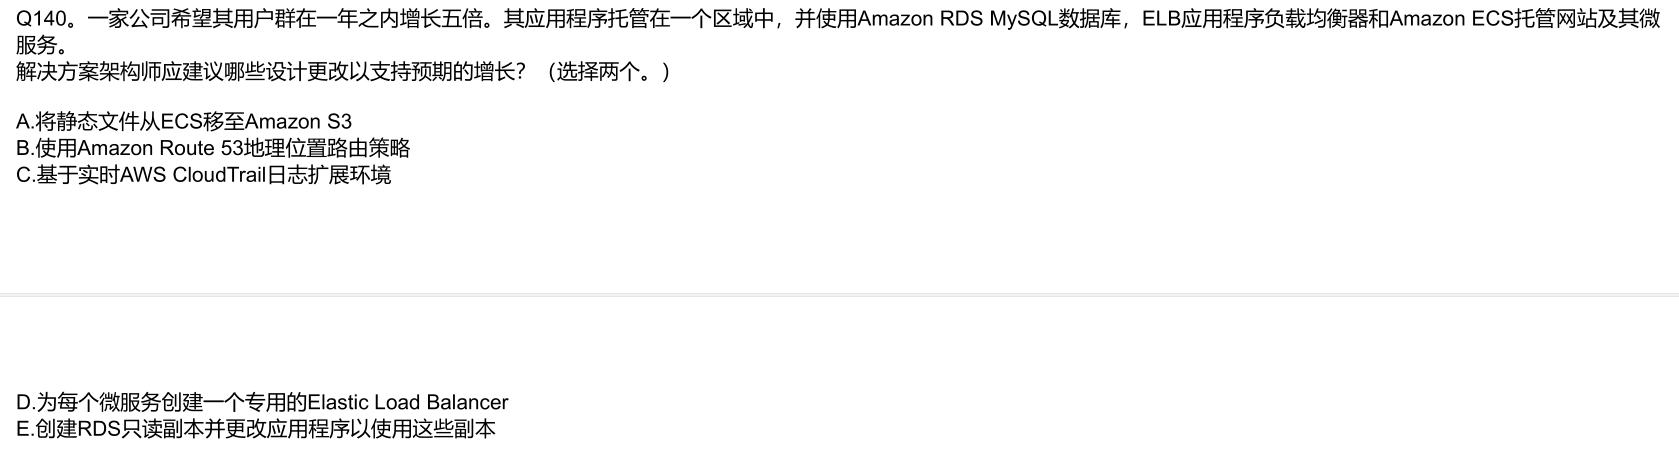 Q140。一家公司希望其用户群在一年之内增长五倍。其应用程序托管在一个区域中，并使用Amazon RDS MySQL数据库，ELB应用程序负载均衡器和Amazon ECS托管网站及其微
服务。
解决方案架构师应建议哪些设计更改以支持预期的增长？（选择两个。）
A.将静态文件从ECS移至Amazon S3
B.使用Amazon Route 53地理位置路由策略
C.基于实时AWS CloudTrail日志扩展环境
D.为每个微服务创建一个专用的Elastic Load Balancer
E.创建RDS只读副本并更改应用程序以使用这些副本